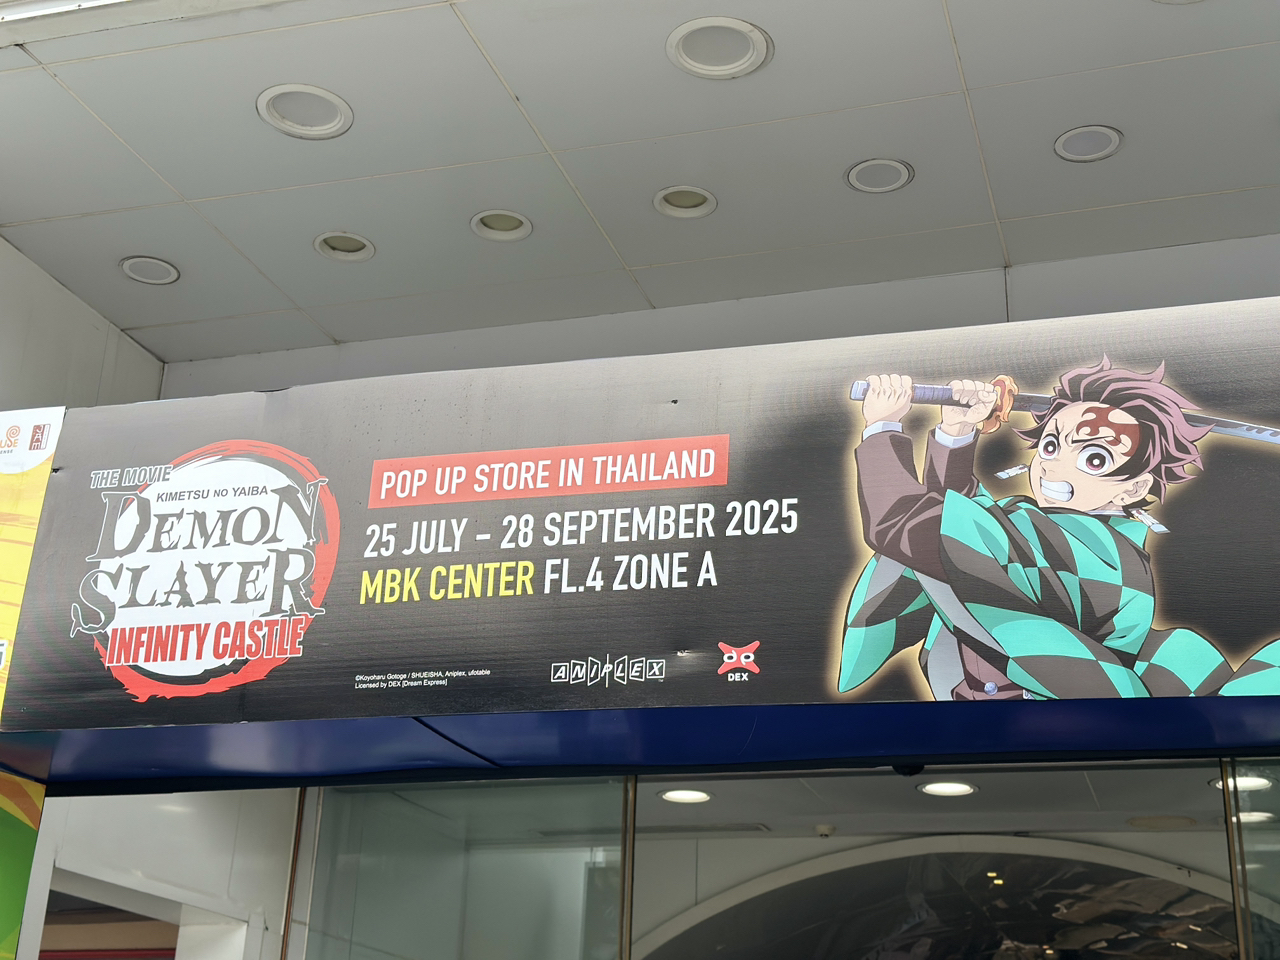 THE MOVIE
KIMETSU NO YAIBA
DEMON
SLAYER
INFINITY CASTLE
POP UP STORE IN THAILAND
25 JULY - 28 SEPTEMBER 2025
MBK CENTER FL.4 ZONE A
©Koyoharu Gotoge / SHUEISHA, Aniplex, ufotable
Licensed by DEX [Dream Express]
ANIPLEX
DEX